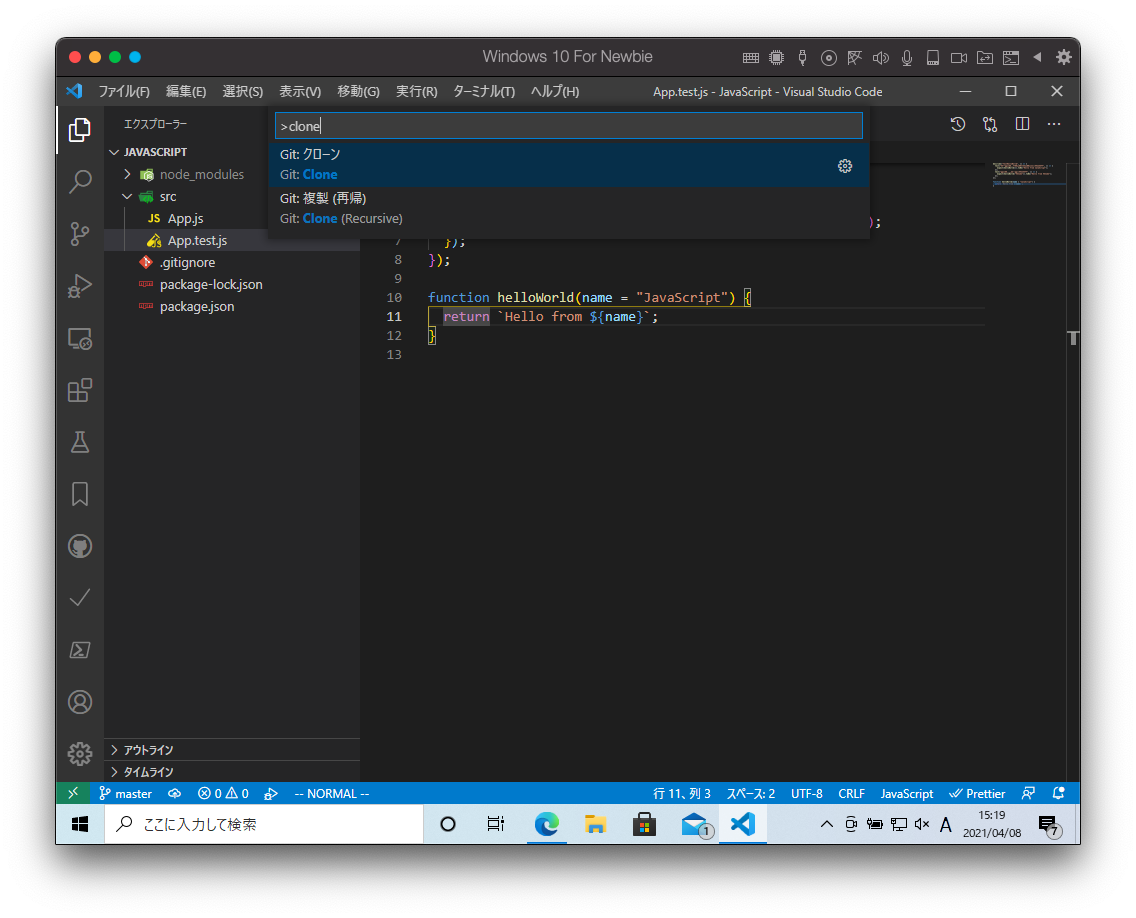 Windows 10 For Newbie
ファイル(F) 編集(E) 選択(S) 表示(V) 移動(G) 実行(R) ターミナル(T) ヘルプ(H) App.test.js - JavaScript - Visual Studio Code
エクスプローラー
>clone
Git: クローン
Git: Clone
Git: 複製 (再帰)
Git: Clone (Recursive)
JAVASCRIPT
node_modules
src
JS App.js
App.test.js
.gitignore
package-lock.json
package.json
);
7 });
8 });
9
10 function helloWorld(name = "JavaScript") {
11 return `Hello from ${name}`;
12 }
13
アウトライン
タイムライン
master 0 0 -- NORMAL -- 行 11、列 3 スペース: 2 UTF-8 CRLF JavaScript Prettier
ここに入力して検索 1 A 15:19 7
2021/04/08